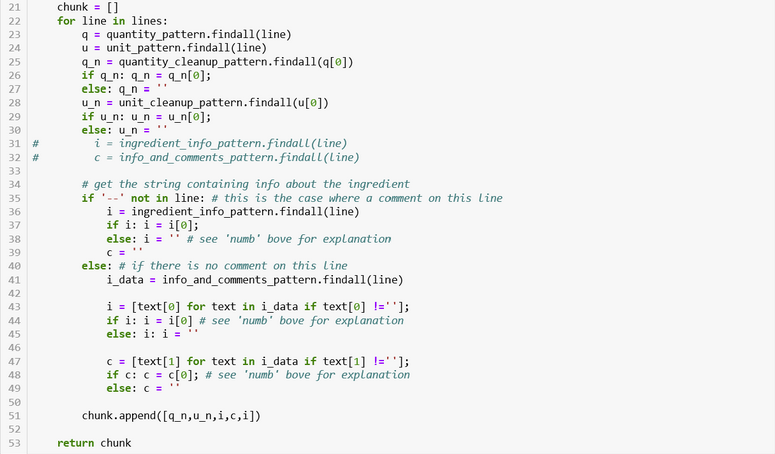 21 chunk = []
22 for line in lines:
23 q = quantity_pattern.findall(line)
24 u = unit_pattern.findall(line)
25 q_n = quantity_cleanup_pattern.findall(q[0])
26 if q_n: q_n = q_n[0];
27 else: q_n = ''
28 u_n = unit_cleanup_pattern.findall(u[0])
29 if u_n: u_n = u_n[0];
30 else: u_n = ''
31 # i = ingredient_info_pattern.findall(line)
32 # c = info_and_comments_pattern.findall(line)
33
34 # get the string containing info about the ingredient
35 if '--' not in line: # this is the case where a comment on this line
36 i = ingredient_info_pattern.findall(line)
37 if i: i = i[0];
38 else: i = '' # see 'numb' bove for explanation
39 c = ''
40 else: # if there is no comment on this line
41 i_data = info_and_comments_pattern.findall(line)
42
43 i = [text[0] for text in i_data if text[0] !=''];
44 if i: i = i[0] # see 'numb' bove for explanation
45 else: i: i = ''
46
47 c = [text[1] for text in i_data if text[1] !=''];
48 if c: c = c[0]; # see 'numb' bove for explanation
49 else: c = ''
50
51 chunk.append([q_n,u_n,i,c,i])
52
53 return chunk